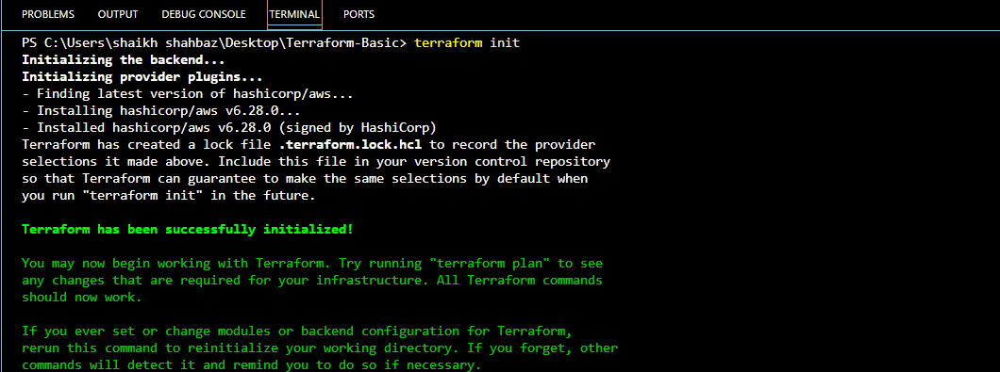 PROBLEMS OUTPUT DEBUG CONSOLE TERMINAL PORTS
PS C:\Users\shaikh shahbaz\Desktop\Terraform-Basic> terraform init
Initializing the backend...
Initializing provider plugins...
- Finding latest version of hashicorp/aws...
- Installing hashicorp/aws v6.28.0...
- Installed hashicorp/aws v6.28.0 (signed by HashiCorp)
Terraform has created a lock file .terraform.lock.hcl to record the provider
selections it made above. Include this file in your version control repository
so that Terraform can guarantee to make the same selections by default when
you run "terraform init" in the future.
Terraform has been successfully initialized!
You may now begin working with Terraform. Try running "terraform plan" to see
any changes that are required for your infrastructure. All Terraform commands
should now work.
If you ever set or change modules or backend configuration for Terraform,
rerun this command to reinitialize your working directory. If you forget, other
commands will detect it and remind you to do so if necessary.